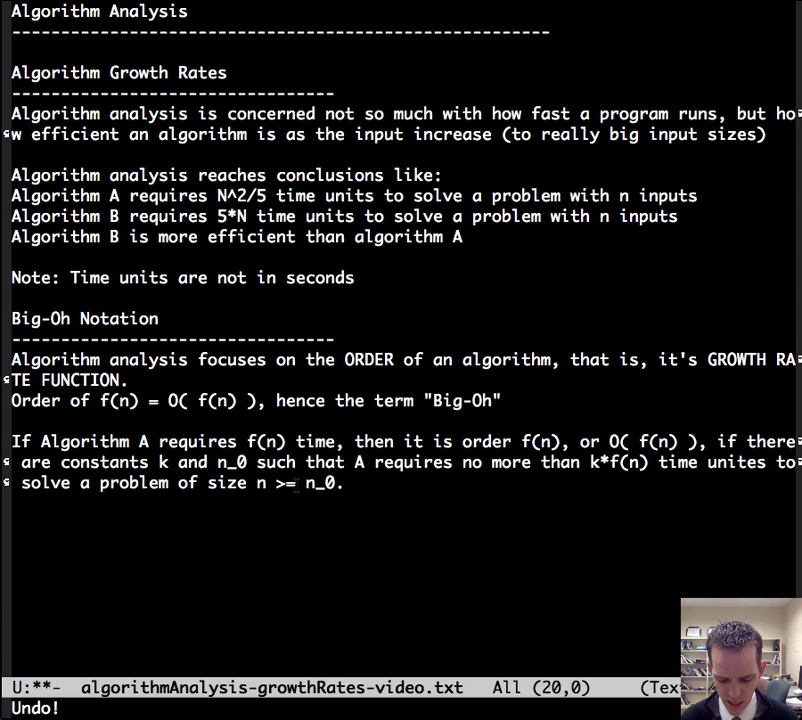 Algorithm Analysis
-------------------------------------------------------
Algorithm Growth Rates
---------------------------------
Algorithm analysis is concerned not so much with how fast a program runs, but ho
w efficient an algorithm is as the input increase (to really big input sizes)
Algorithm analysis reaches conclusions like:
Algorithm A requires N^2/5 time units to solve a problem with n inputs
Algorithm B requires 5*N time units to solve a problem with n inputs
Algorithm B is more efficient than algorithm A
Note: Time units are not in seconds
Big-Oh Notation
---------------------------------
Algorithm analysis focuses on the ORDER of an algorithm, that is, it's GROWTH RA
TE FUNCTION.
Order of f(n) = O( f(n) ), hence the term "Big-Oh"
If Algorithm A requires f(n) time, then it is order f(n), or O( f(n) ), if there
are constants k and n_0 such that A requires no more than k*f(n) time unites to
solve a problem of size n >= n_0.
U:**-  algorithmAnalysis-growthRates-video.txt   All (20,0)     (Tex
Undo!